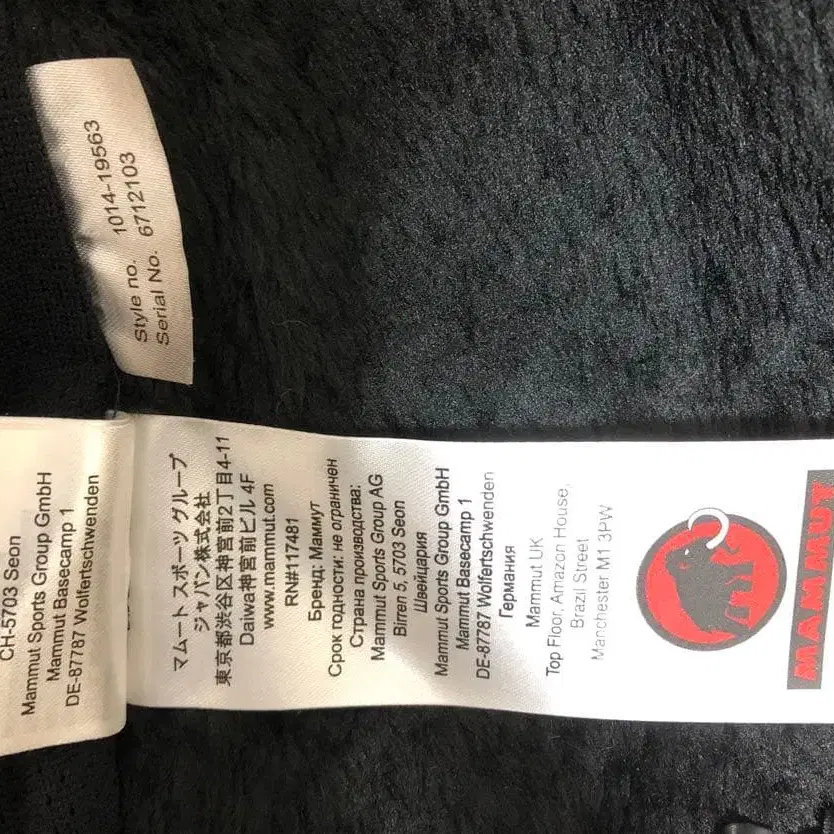 Style no. 1014-19563
Serial No. 6712103
CH-5703 Seon
Mammut Sports Group GmbH
Mammut Basecamp 1
DE-87787 Wolfertschwenden
マムート スポーツ グループ
ジャパン株式会社
東京都渋谷区神宮前2丁目4-11
Daiwa神宮前ビル 4F
www.mammut.com
RN#117481
Бренд: Маммут
Срок годности: не ограничен
Страна производства:
Mammut Sports Group AG
Birren 5, 5703 Seon
Швейцария
Mammut Sports Group GmbH
Mammut Basecamp 1
DE-87787 Wolfertschwenden
Германия
Mammut UK
Top Floor, Amazon House,
Brazil Street
Manchester M1 3PW
MAMMUT